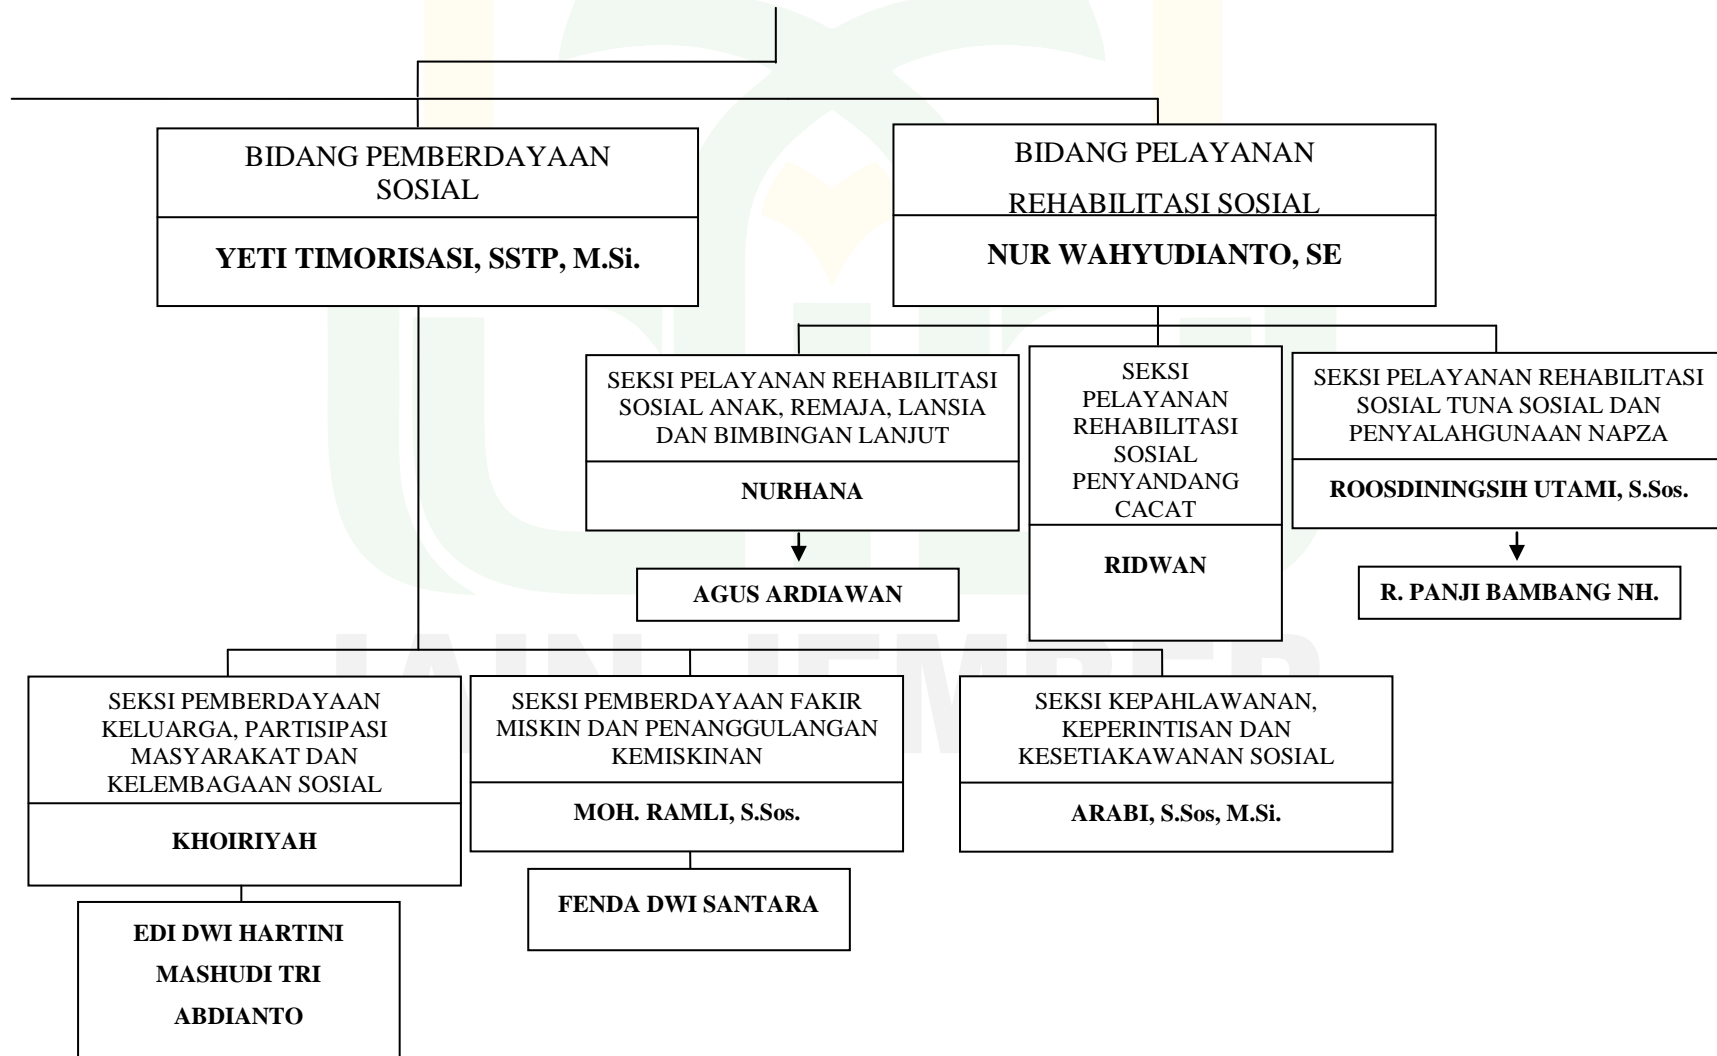 BIDANG PEMBERDAYAAN
SOSIAL
YETI TIMORISASI, SSTP, M.Si.
BIDANG PELAYANAN
REHABILITASI SOSIAL
NUR WAHYUDIANTO, SE
SEKSI PELAYANAN REHABILITASI
SOSIAL ANAK, REMAJA, LANSIA
DAN BIMBINGAN LANJUT
NURHANA
AGUS ARDIAWAN
SEKSI
PELAYANAN
REHABILITASI
SOSIAL
PENYANDANG
CACAT
RIDWAN
SEKSI PELAYANAN REHABILITASI
SOSIAL TUNA SOSIAL DAN
PENYALAHGUNAAN NAPZA
ROOSDININGSIH UTAMI, S.Sos.
R. PANJI BAMBANG NH.
IAIN JEMBER
SEKSI PEMBERDAYAAN
KELUARGA, PARTISIPASI
MASYARAKAT DAN
KELEMBAGAAN SOSIAL
KHOIRIYAH
EDI DWI HARTINI
MASHUDI TRI
ABDIANTO
SEKSI PEMBERDAYAAN FAKIR
MISKIN DAN PENANGGULANGAN
KEMISKINAN
MOH. RAMLI, S.Sos.
FENDA DWI SANTARA
SEKSI KEPAHLAWANAN,
KEPERINTISAN DAN
KESETIAKAWANAN SOSIAL
ARABI, S.Sos, M.Si.